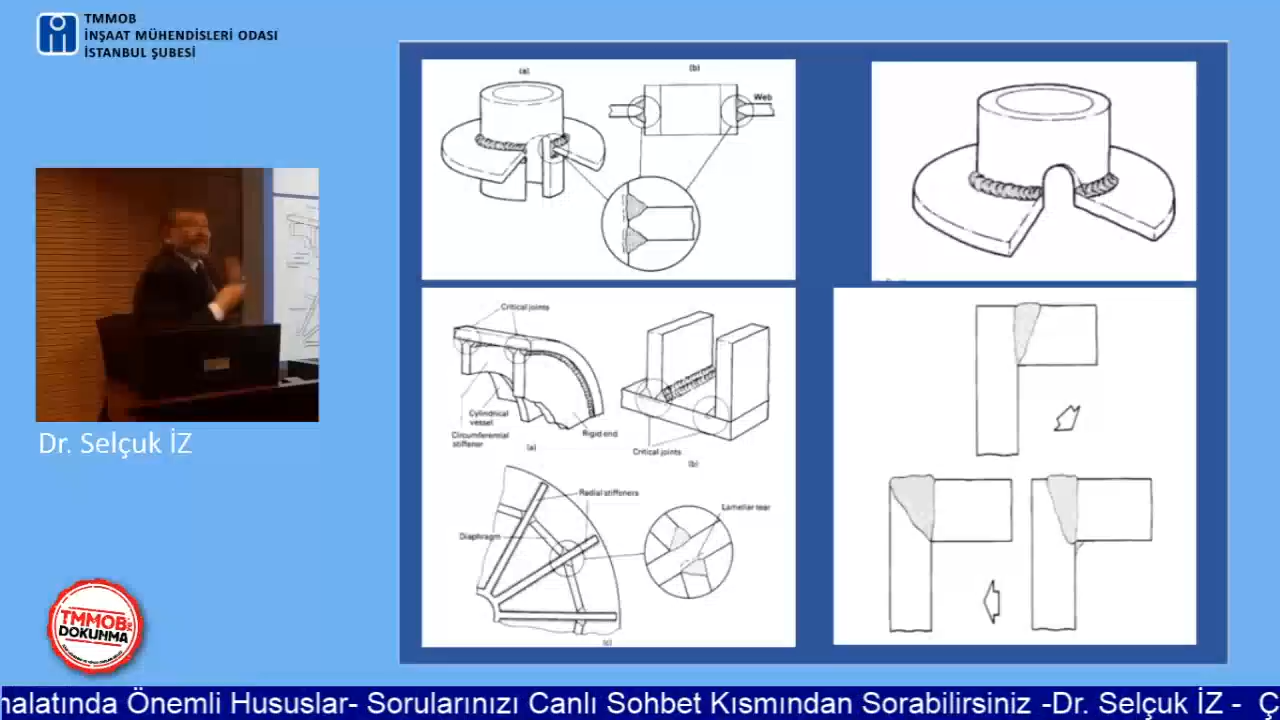 TMMOB
İNŞAAT MÜHENDİSLERİ ODASI
İSTANBUL ŞUBESİ
(a)
(b)
Web
Critical joints
Cylindrical
vessel
Circumferential
stiffener
Rigid end
(a)
Critical joints
(b)
Radial stiffeners
Diaphragm
Lamellar tear
(c)
Dr. Selçuk İZ
TMMOB
DOKUNMA
halatında Önemli Hususlar- Sorularınızı Canlı Sohbet Kısmından Sorabilirsiniz -Dr. Selçuk İZ - Ç